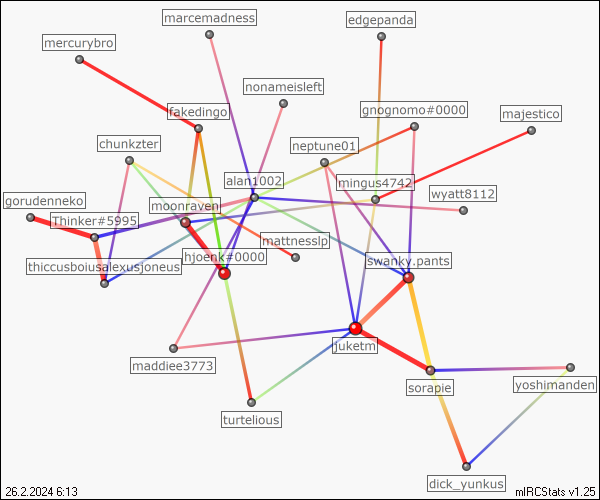 marcemadness
edgepanda
mercurybro
nonameisleft
fakedingo
gnognomo#0000
majestico
chunkzter
neptune01
alan1002
mingus4742
wyatt8112
gorudenneko
moonraven
Thinker#5995
mattnesslp
hjoenk#0000
swanky.pants
thiccusboiusalexusjoneus
juketm
maddiee3773
sorapie
yoshimanden
turtelious
dick_yunkus
26.2.2024 6:13
mIRCStats v1.25